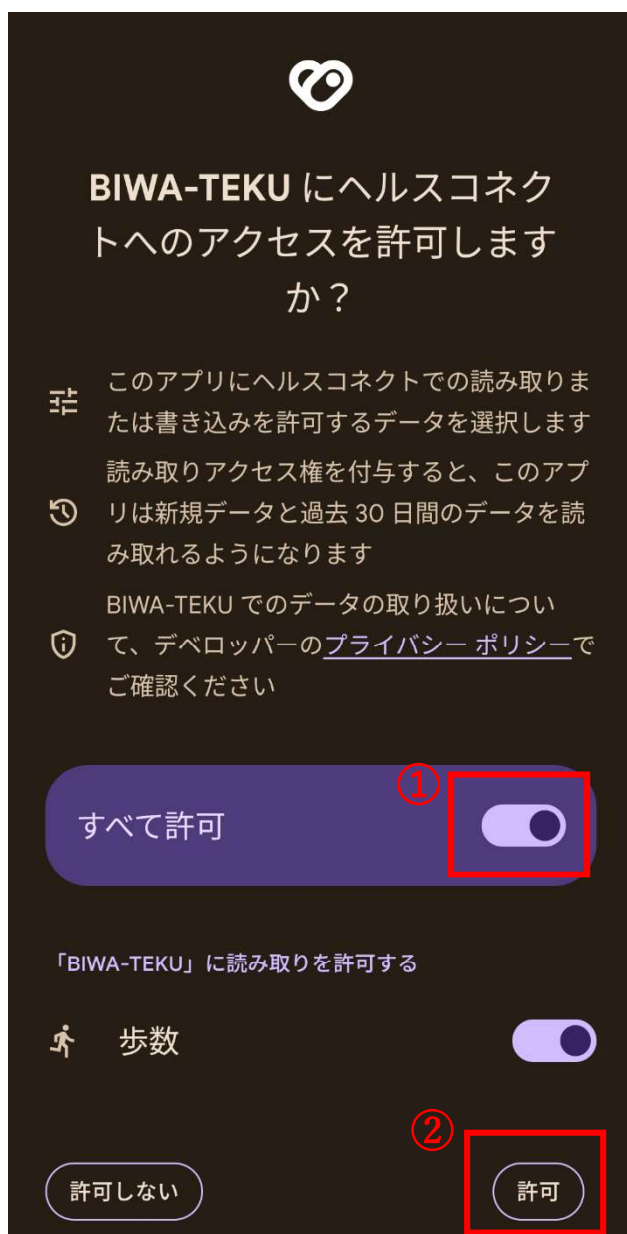 BIWA-TEKU にヘルスコネク
トへのアクセスを許可します
か？
このアプリにヘルスコネクトでの読み取りま
たは書き込みを許可するデータを選択します
読み取りアクセス権を付与すると、このアプ
リは新規データと過去 30 日間のデータを読
み取れるようになります
BIWA-TEKU でのデータの取り扱いについ
て、デベロッパーのプライバシー ポリシーで
ご確認ください
①
すべて許可
「BIWA-TEKU」に読み取りを許可する
歩数
②
許可しない
許可